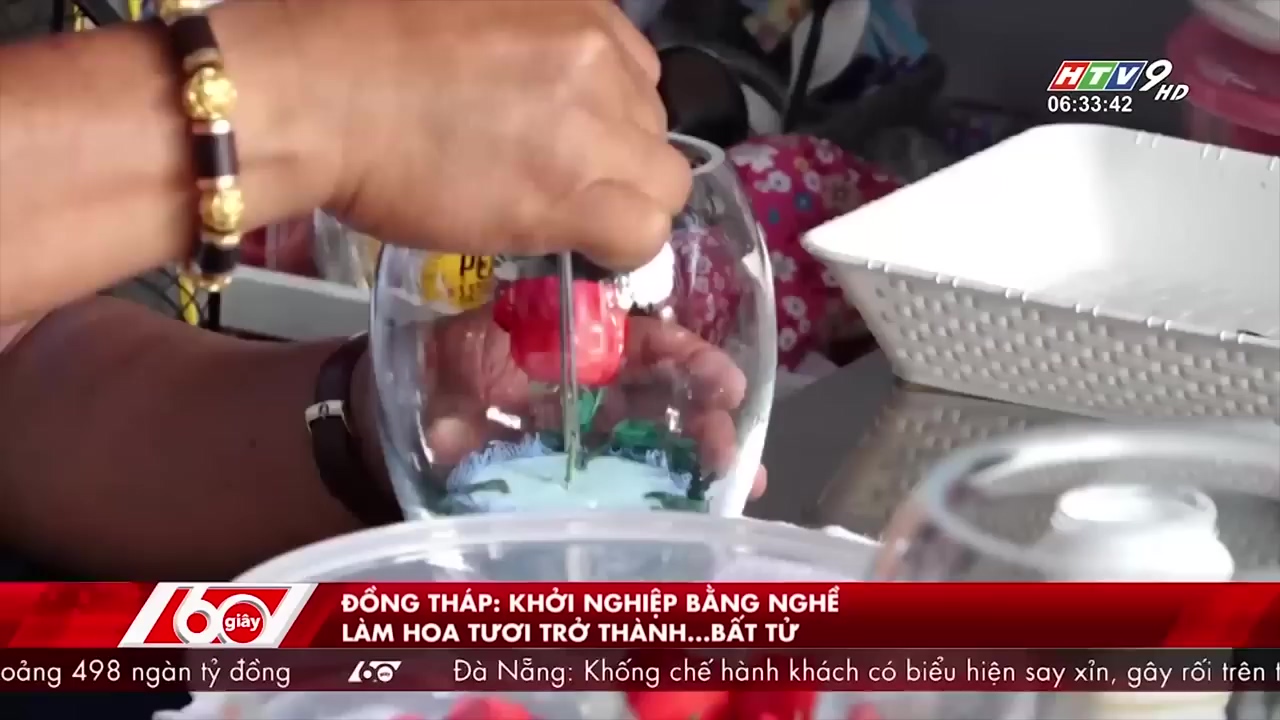 HTV9 HD
06:33:42
PE
60 giây
ĐỒNG THÁP: KHỞI NGHIỆP BẰNG NGHỀ
LÀM HOA TƯƠI TRỞ THÀNH...BẤT TỬ
498 ngàn tỷ đồng
60 giây
Đà Nẵng: Khống chế hành khách có biểu hiện say xỉn, gây rối trên